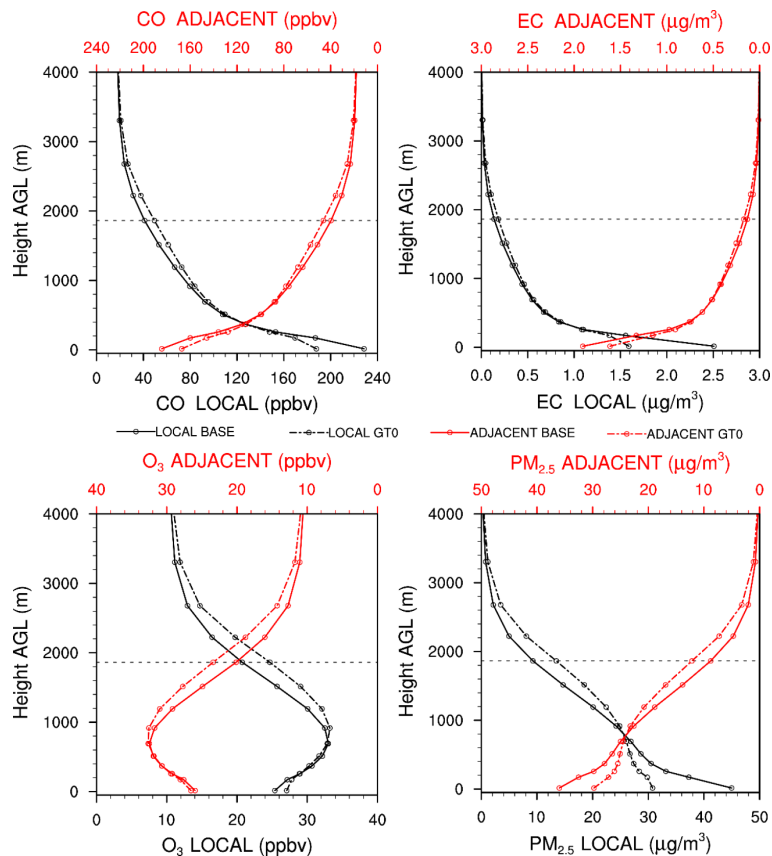 CO ADJACENT (ppbv)
240 200 160 120 80 40 0
4000
3000
2000
1000
0
Height AGL (m)
0 40 80 120 160 200 240
CO LOCAL (ppbv)
EC ADJACENT (µg/m³)
3.0 2.5 2.0 1.5 1.0 0.5 0.0
4000
3000
2000
1000
0
Height AGL (m)
0.0 0.5 1.0 1.5 2.0 2.5 3.0
EC LOCAL (µg/m³)
LOCAL BASE LOCAL GT0 ADJACENT BASE ADJACENT GT0
O₃ ADJACENT (ppbv)
40 30 20 10 0
4000
3000
2000
1000
0
Height AGL (m)
0 10 20 30 40
O₃ LOCAL (ppbv)
PM₂.₅ ADJACENT (µg/m³)
50 40 30 20 10 0
4000
3000
2000
1000
0
Height AGL (m)
0 10 20 30 40 50
PM₂.₅ LOCAL (µg/m³)